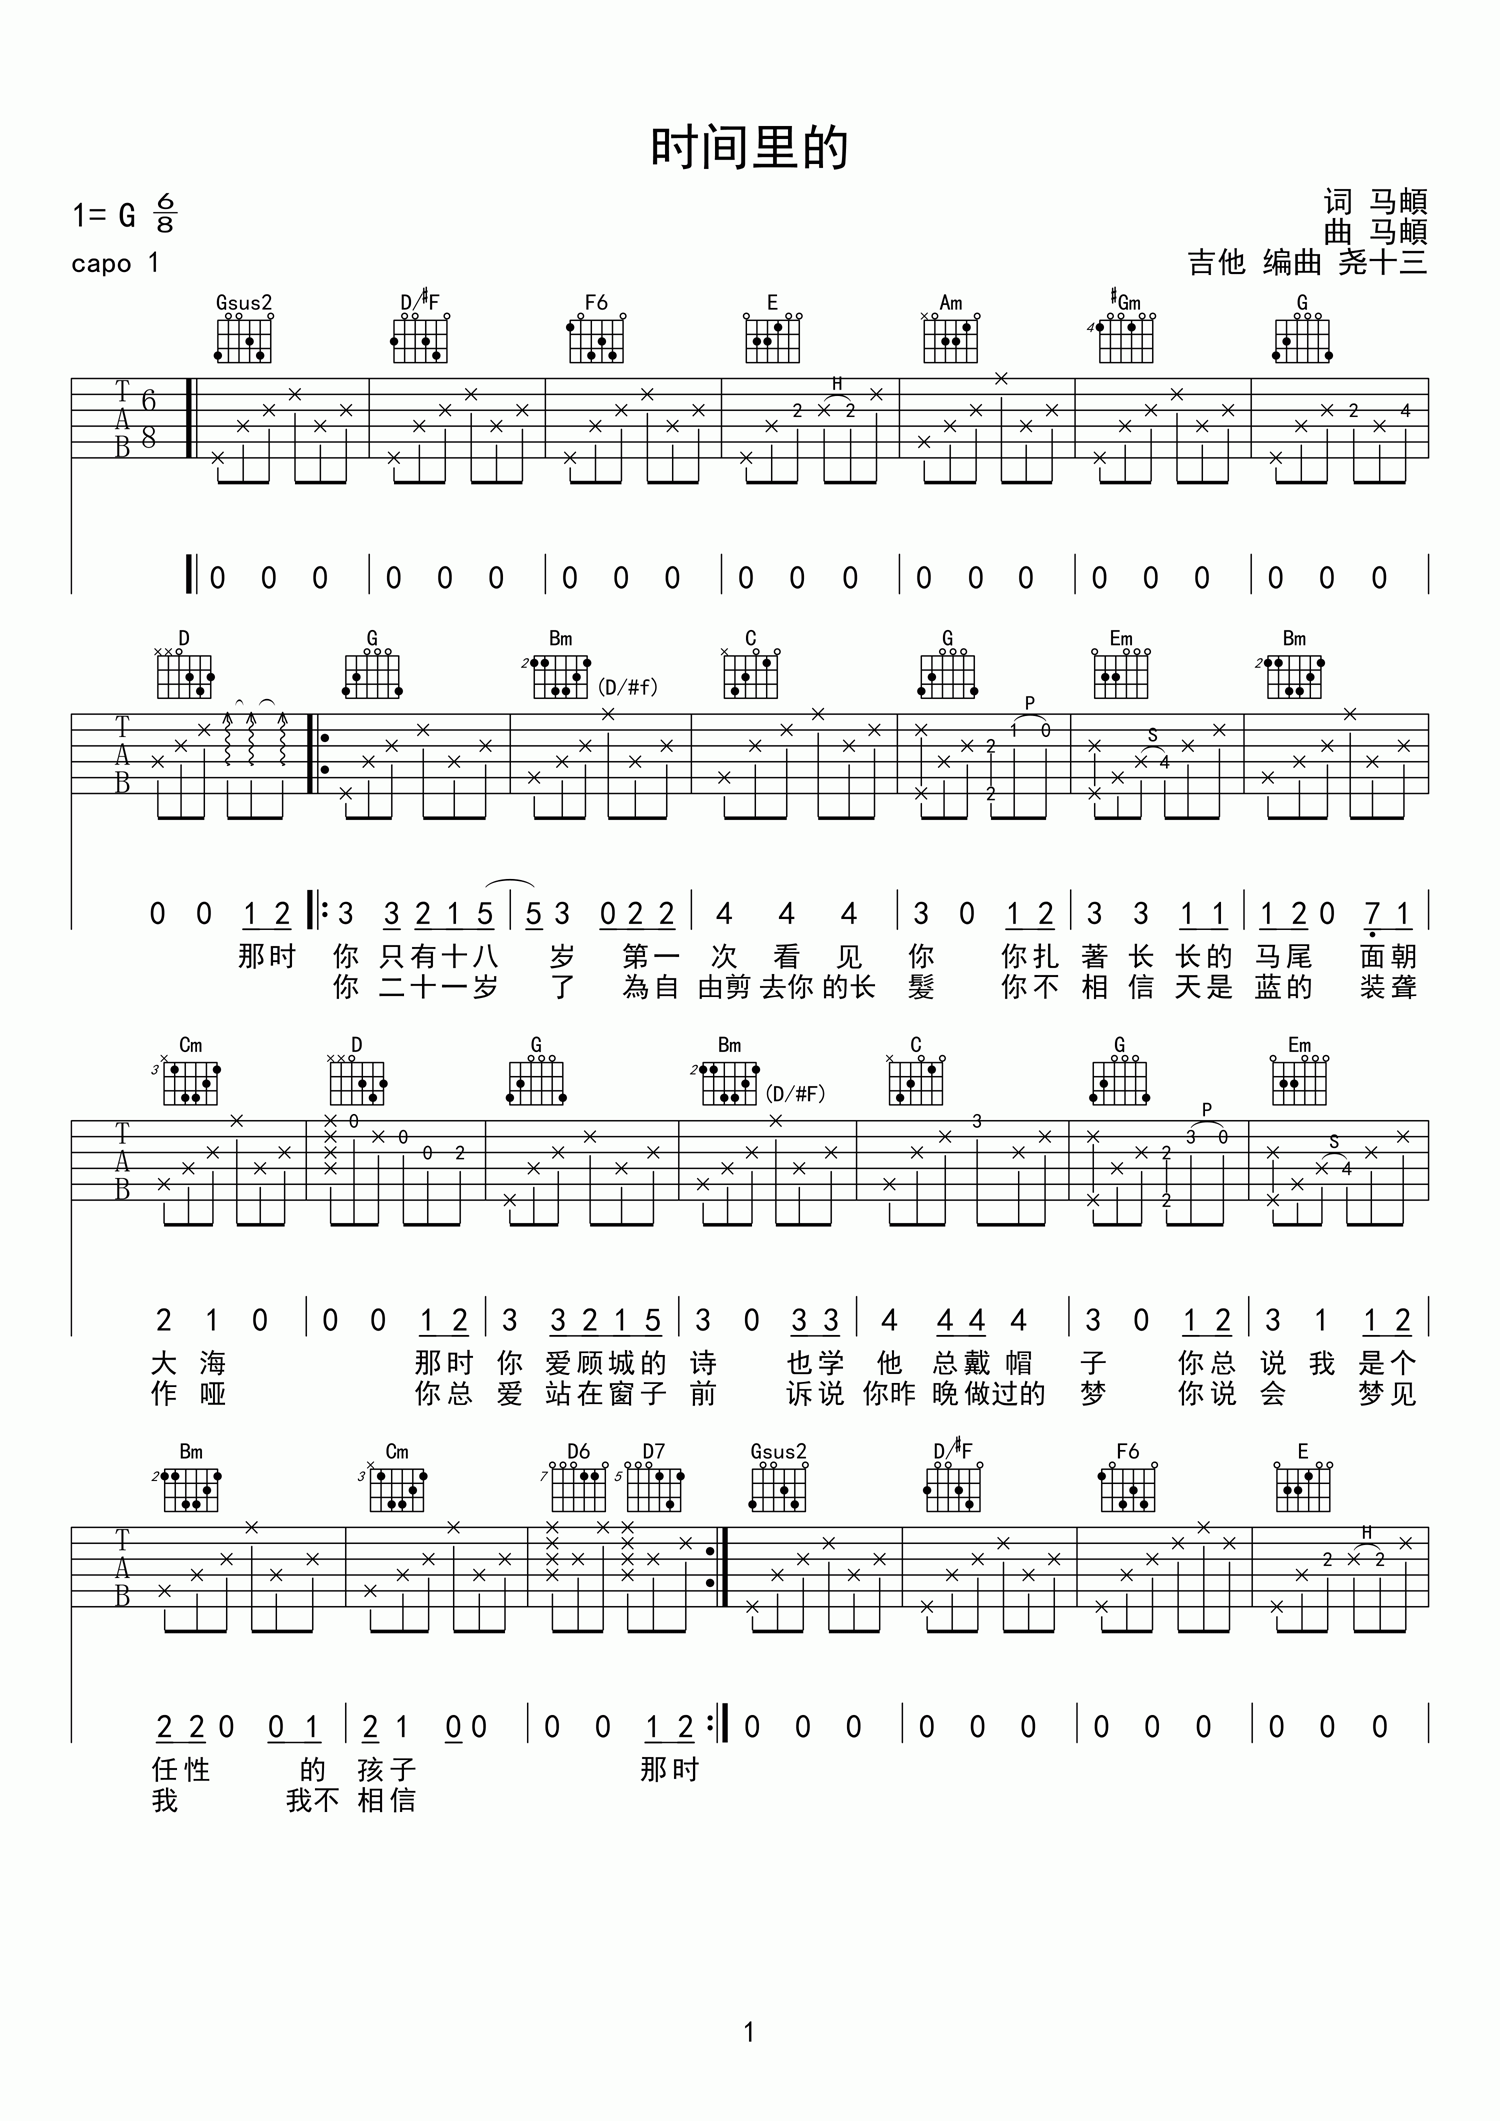 时间里的
1= G 6/8
词 马頔
曲 马頔
capo 1
吉他 编曲 尧十三
Gsus2 D/#F F6 E Am #Gm G
4
H
T A B 6 8 2 2 2 4
0 0 0 0 0 0 0 0 0 0 0 0 0 0 0 0 0 0 0 0 0
D G Bm C G Em Bm
2 (D/#f) 2
P S
T A B 2 2 1 0 4
0 0 1 2 3 3 2 1 5 5 3 0 2 2 4 4 4 3 0 1 2 3 3 1 1 1 2 0 7 1
那时 你 只有十八 岁 第一 次 看 见 你 你扎 著 长 长的 马尾 面朝
你 二十一岁 了 為自 由剪 去你 的长 髮 你不 相 信 天是 蓝的 装聋
Cm D G Bm C G Em
3 2 (D/#F)
P S
T A B 0 0 0 2 3 2 2 3 0 4
2 1 0 0 0 1 2 3 3 2 1 5 3 0 3 3 4 4 4 4 3 0 1 2 3 1 1 2
大 海 那时 你 爱顾城的 诗 也学 他 总戴 帽 子 你总 说 我 是个
作 哑 你总 爱 站在窗子 前 诉说 你昨 晚做过的 梦 你说 会 梦见
Bm Cm D6 D7 Gsus2 D/#F F6 E
2 3 7 5
H
T A B 2 2
2 2 0 0 1 2 1 0 0 0 0 1 2 0 0 0 0 0 0 0 0 0 0 0 0
任性 的 孩子 那时
我 我不 相信
1